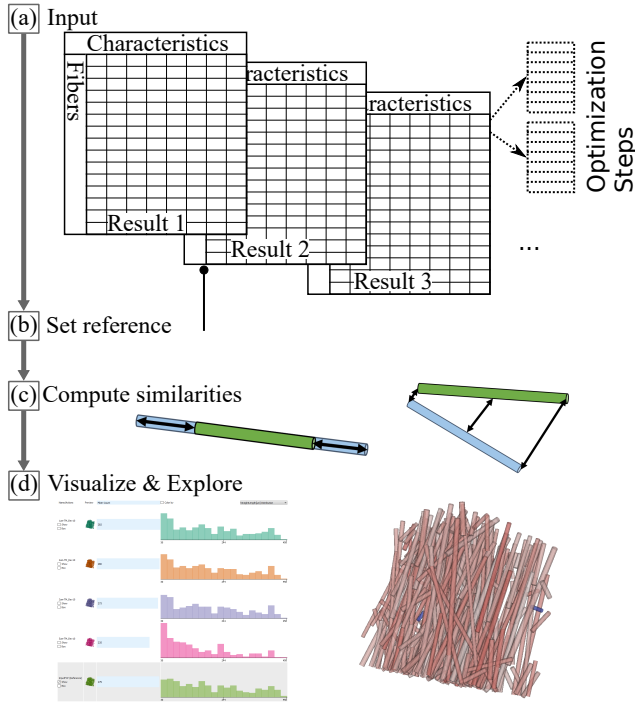 (a) Input
Characteristics
Fibers
Result 1
racteristics
Result 2
racteristics
Result 3
Optimization
Steps
...
(b) Set reference
(c) Compute similarities
(d) Visualize & Explore